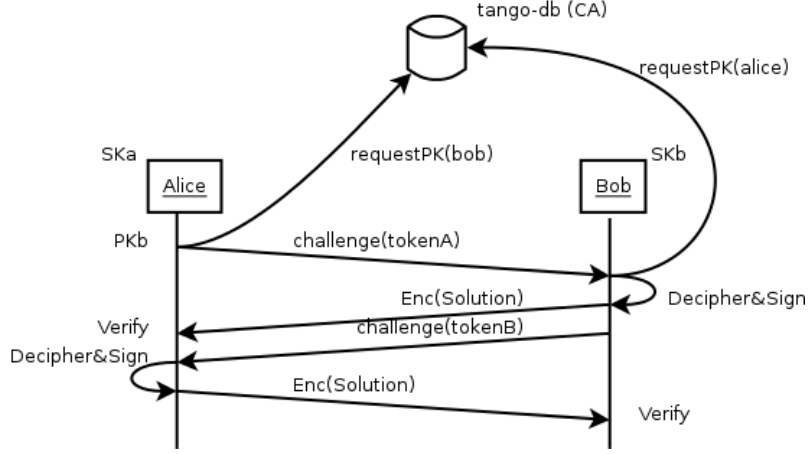 tango-db (CA)
requestPK(alice)
requestPK(bob)
SKa
SKb
Alice
Bob
PKb
challenge(tokenA)
Enc(Solution)
Decipher&Sign
Verify
challenge(tokenB)
Decipher&Sign
Enc(Solution)
Verify